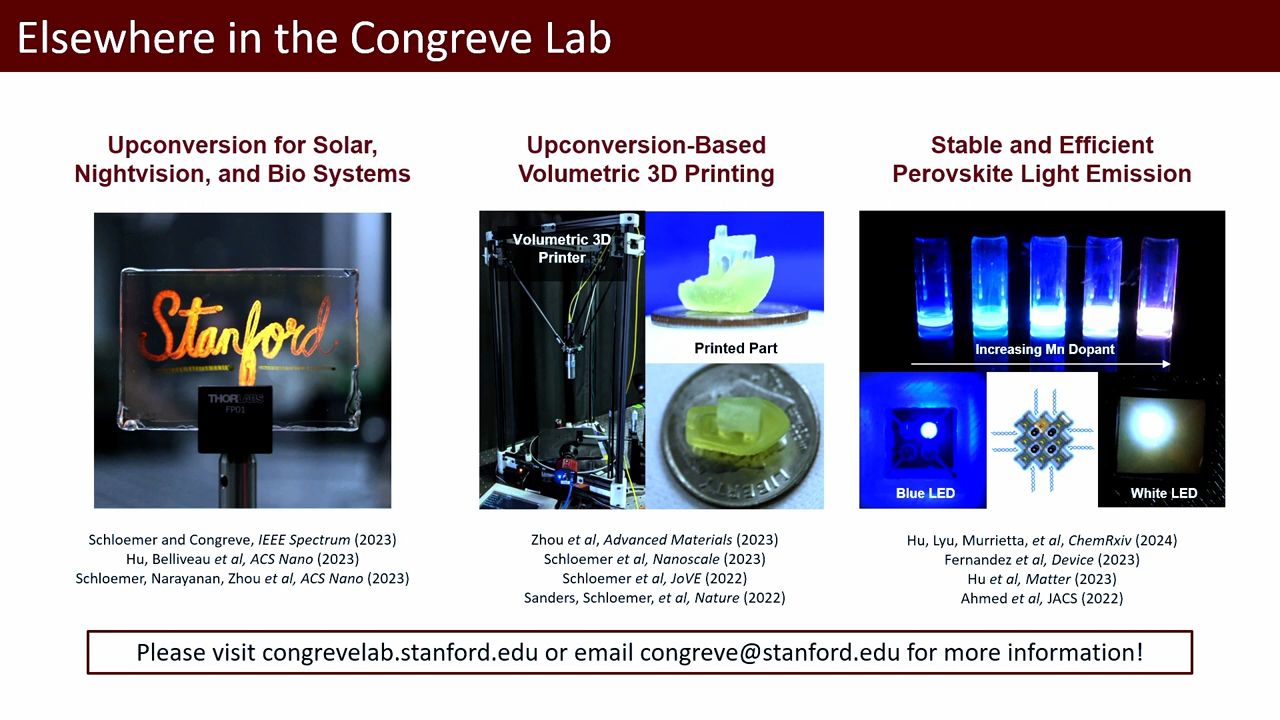 Elsewhere in the Congreve Lab
Upconversion for Solar,
Nightvision, and Bio Systems
Stanford
THORLABS
FP01
Schloemer and Congreve, IEEE Spectrum (2023)
Hu, Belliveau et al, ACS Nano (2023)
Schloemer, Narayanan, Zhou et al, ACS Nano (2023)
Upconversion-Based
Volumetric 3D Printing
Volumetric 3D
Printer
Printed Part
LIBERTY
Zhou et al, Advanced Materials (2023)
Schloemer et al, Nanoscale (2023)
Schloemer et al, JoVE (2022)
Sanders, Schloemer, et al, Nature (2022)
Stable and Efficient
Perovskite Light Emission
Increasing Mn Dopant
Blue LED
White LED
Hu, Lyu, Murrietta, et al, ChemRxiv (2024)
Fernandez et al, Device (2023)
Hu et al, Matter (2023)
Ahmed et al, JACS (2022)
Please visit congrevelab.stanford.edu or email congreve@stanford.edu for more information!